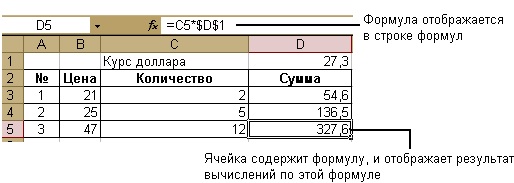 D5 fx =C5*$D$1
Формула отображается
в строке формул
A B C D
1 Курс доллара 27,3
2 № Цена Количество Сумма
3 1 21 2 54,6
4 2 25 5 136,5
5 3 47 12 327,6
Ячейка содержит формулу, и отображает результат
вычислений по этой формуле